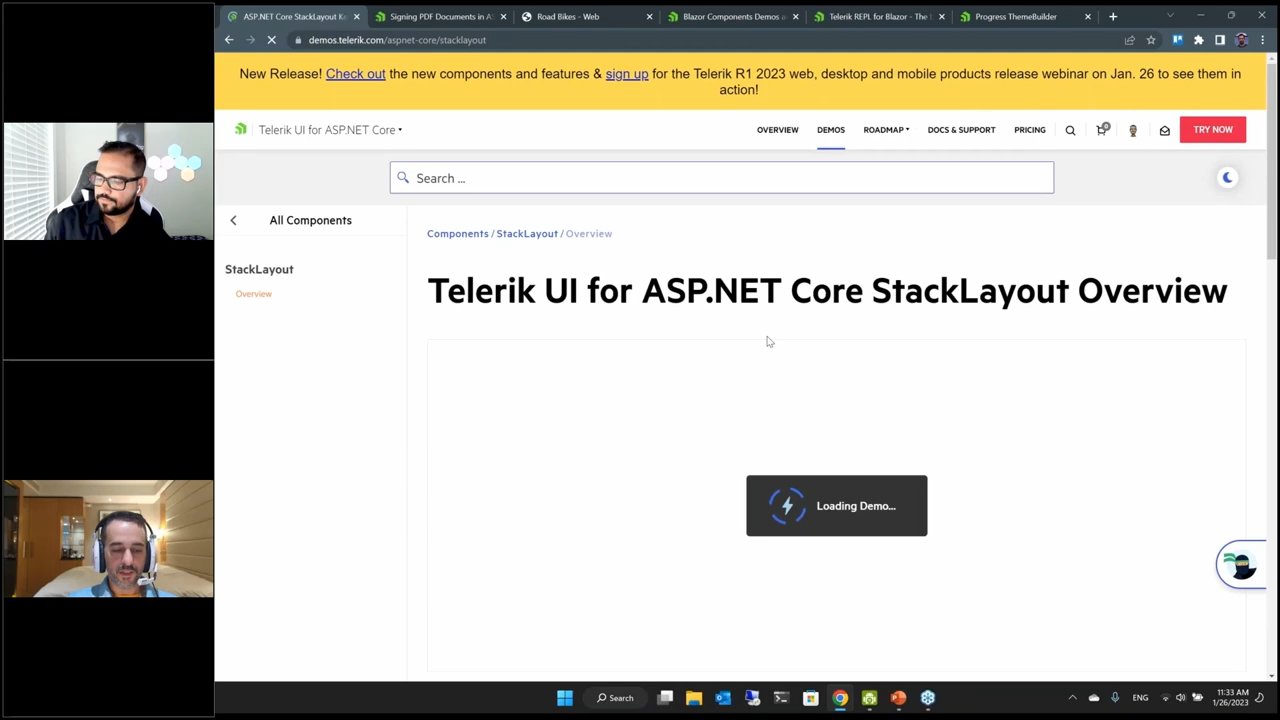 ASP.NET Core StackLayout Ke
Signing PDF Documents in AS
Road Bikes - Web
Blazor Components Demos a
Telerik REPL for Blazor - The
Progress ThemeBuilder
demos.telerik.com/aspnet-core/stacklayout
New Release! Check out the new components and features & sign up for the Telerik R1 2023 web, desktop and mobile products release webinar on Jan. 26 to see them in
action!
Telerik UI for ASP.NET Core
OVERVIEW
DEMOS
ROADMAP
DOCS & SUPPORT
PRICING
TRY NOW
Search ...
All Components
StackLayout
Overview
Components / StackLayout / Overview
Telerik UI for ASP.NET Core StackLayout Overview
Loading Demo...
Search
ENG
11:33 AM
1/26/2023